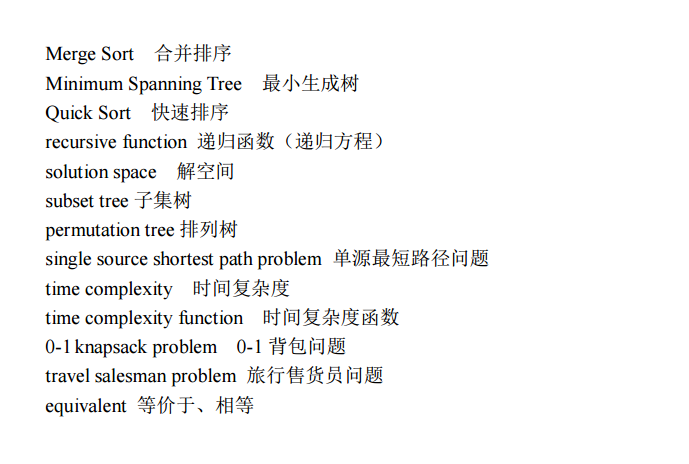 Merge Sort 合并排序
Minimum Spanning Tree 最小生成树
Quick Sort 快速排序
recursive function 递归函数（递归方程）
solution space 解空间
subset tree 子集树
permutation tree 排列树
single source shortest path problem 单源最短路径问题
time complexity 时间复杂度
time complexity function 时间复杂度函数
0-1 knapsack problem 0-1 背包问题
travel salesman problem 旅行售货员问题
equivalent 等价于、相等